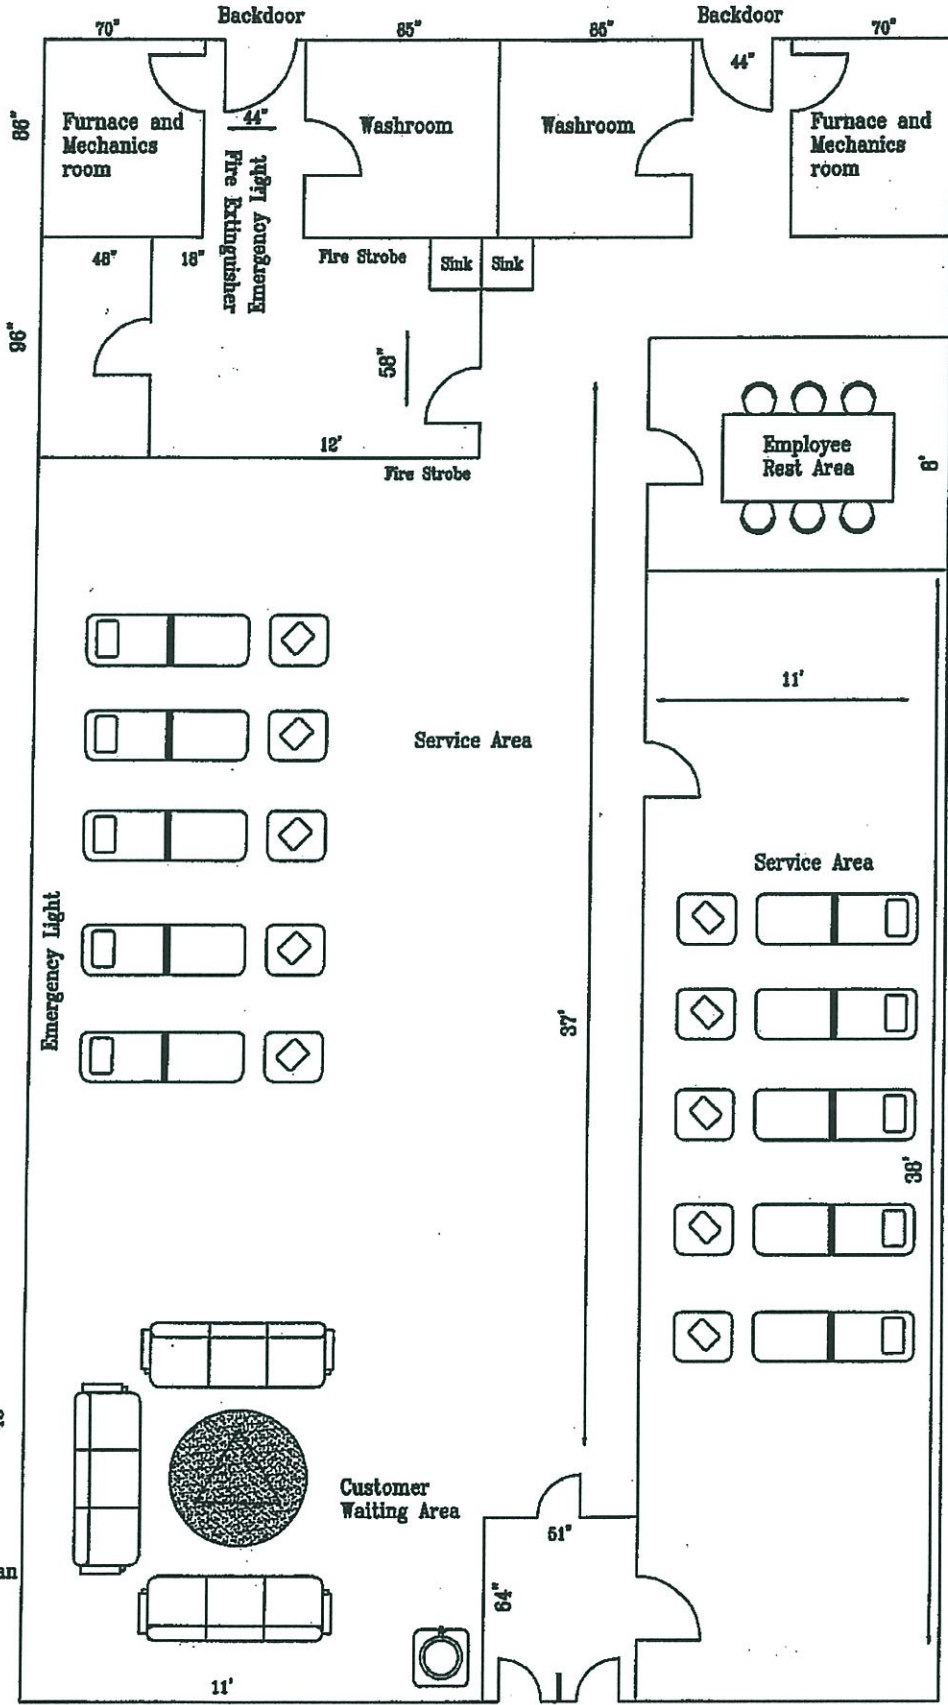 Backdoor
Backdoor
70"
85"
85"
70"
44"
44"
86"
Furnace and
Mechanics
room
Washroom
Washroom
Furnace and
Mechanics
room
Fire Extinguisher
Emergency Light
48"
18"
Fire Strobe
Sink
Sink
96"
58"
12'
Fire Strobe
Employee
Rest Area
8'
11'
Service Area
Service Area
Emergency Light
37'
38'
Customer
Waiting Area
51"
64"
an
11'